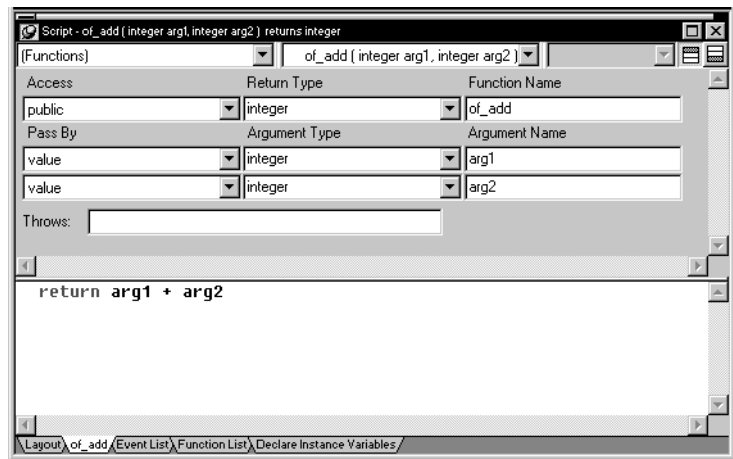 Script - of_add ( integer arg1, integer arg2 ) returns integer
(Functions) of_add ( integer arg1, integer arg2 )
Access Return Type Function Name
public integer of_add
Pass By Argument Type Argument Name
value integer arg1
value integer arg2
Throws:
return arg1 + arg2
Layout of_add Event List Function List Declare Instance Variables